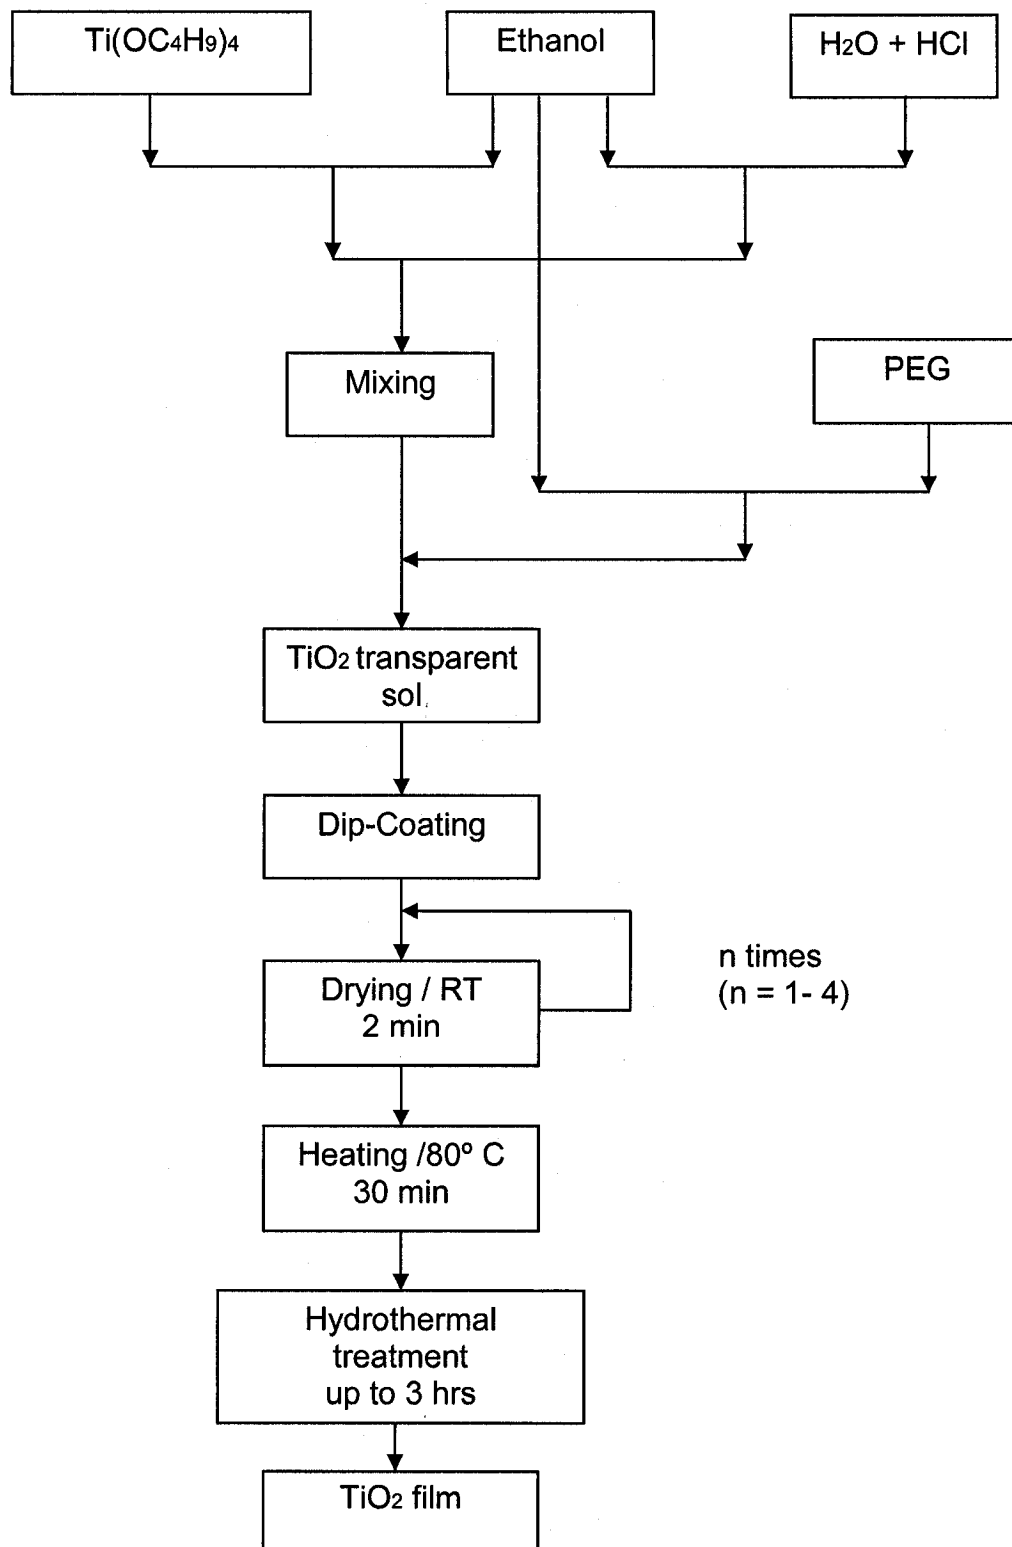 Ti(OC4H9)4
Ethanol
H2O + HCl
Mixing
PEG
TiO2 transparent
sol
Dip-Coating
Drying / RT
2 min
n times
(n = 1- 4)
Heating /80º C
30 min
Hydrothermal
treatment
up to 3 hrs
TiO2 film